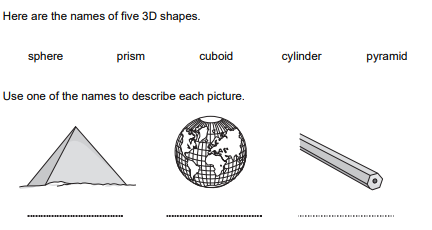 Here are the names of five 3D shapes.
sphere prism cuboid cylinder pyramid
Use one of the names to describe each picture.